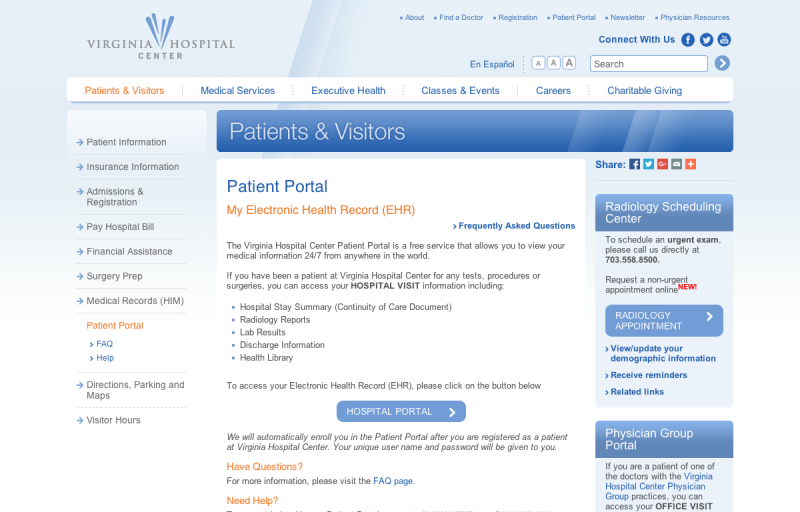 About
Find a Doctor
Registration
Patient Portal
Newsletter
Physician Resources
VIRGINIA HOSPITAL
CENTER
Connect With Us
En Español
A A A
Search
Patients & Visitors
Medical Services
Executive Health
Classes & Events
Careers
Charitable Giving
Patient Information
Insurance Information
Admissions &
Registration
Pay Hospital Bill
Financial Assistance
Surgery Prep
Medical Records (HIM)
Patient Portal
FAQ
Help
Directions, Parking and
Maps
Visitor Hours
Patients & Visitors
Patient Portal
My Electronic Health Record (EHR)
Frequently Asked Questions
The Virginia Hospital Center Patient Portal is a free service that allows you to view your
medical information 24/7 from anywhere in the world.
If you have been a patient at Virginia Hospital Center for any tests, procedures or
surgeries, you can access your HOSPITAL VISIT information including:
Hospital Stay Summary (Continuity of Care Document)
Radiology Reports
Lab Results
Discharge Information
Health Library
To access your Electronic Health Record (EHR), please click on the button below
HOSPITAL PORTAL
We will automatically enroll you in the Patient Portal after you are registered as a patient
at Virginia Hospital Center. Your unique user name and password will be given to you.
Have Questions?
For more information, please visit the FAQ page.
Need Help?
Share:
Radiology Scheduling
Center
To schedule an urgent exam,
please call us directly at
703.558.8500.
Request a non-urgent
appointment online NEW!
RADIOLOGY
APPOINTMENT
View/update your
demographic information
Receive reminders
Related links
Physician Group
Portal
If you are a patient of one of
the doctors with the Virginia
Hospital Center Physician
Group practices, you can
access your OFFICE VISIT